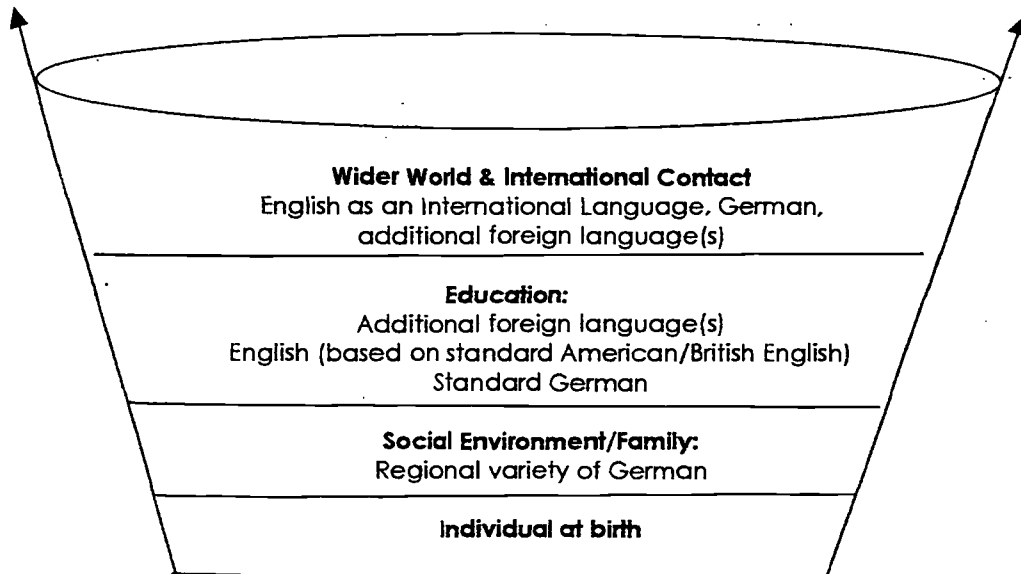 Wider World & International Contact
English as an International Language, German,
additional foreign language(s)
Education:
Additional foreign language(s)
English (based on standard American/British English)
Standard German
Social Environment/Family:
Regional variety of German
Individual at birth